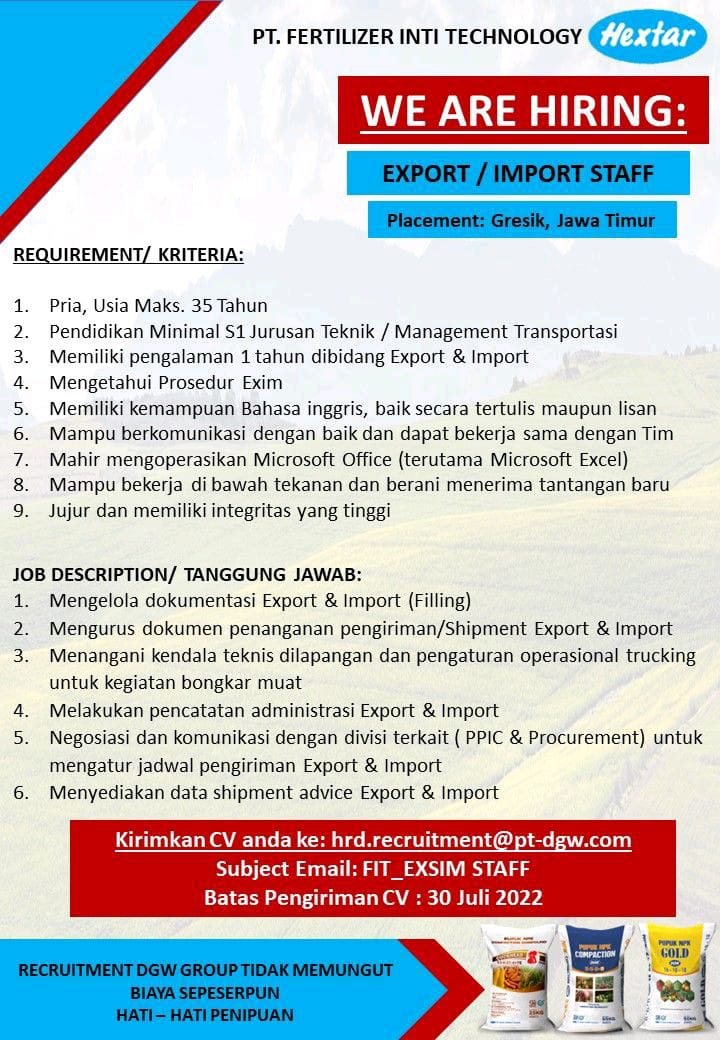 PT. FERTILIZER INTI TECHNOLOGY Hextar
WE ARE HIRING:
EXPORT / IMPORT STAFF
Placement: Gresik, Jawa Timur
REQUIREMENT/ KRITERIA:
1. Pria, Usia Maks. 35 Tahun
2. Pendidikan Minimal S1 Jurusan Teknik / Management Transportasi
3. Memiliki pengalaman 1 tahun dibidang Export & Import
4. Mengetahui Prosedur Exim
5. Memiliki kemampuan Bahasa inggris, baik secara tertulis maupun lisan
6. Mampu berkomunikasi dengan baik dan dapat bekerja sama dengan Tim
7. Mahir mengoperasikan Microsoft Office (terutama Microsoft Excel)
8. Mampu bekerja di bawah tekanan dan berani menerima tantangan baru
9. Jujur dan memiliki integritas yang tinggi
JOB DESCRIPTION/ TANGGUNG JAWAB:
1. Mengelola dokumentasi Export & Import (Filling)
2. Mengurus dokumen penanganan pengiriman/Shipment Export & Import
3. Menangani kendala teknis dilapangan dan pengaturan operasional trucking
untuk kegiatan bongkar muat
4. Melakukan pencatatan administrasi Export & Import
5. Negosiasi dan komunikasi dengan divisi terkait ( PPIC & Procurement) untuk
mengatur jadwal pengiriman Export & Import
6. Menyediakan data shipment advice Export & Import
Kirimkan CV anda ke: hrd.recruitment@pt-dgw.com
Subject Email: FIT_EXSIM STAFF
Batas Pengiriman CV : 30 Juli 2022
RECRUITMENT DGW GROUP TIDAK MEMUNGUT
BIAYA SEPESERPUN
HATI – HATI PENIPUAN
PUPUK NPK
COMPACTION
PUPUK NPK
GOLD